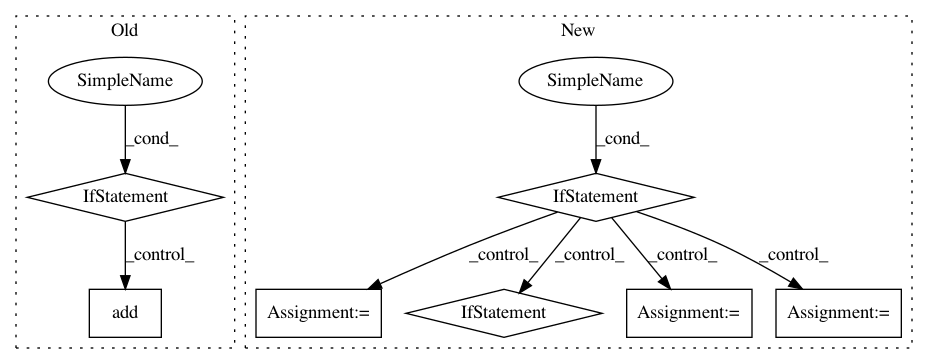 Old
New
SimpleName
SimpleName
_cond_
_cond_
IfStatement
IfStatement
_control_
_control_
_control_
_control_
_control_
add
Assignment:=
IfStatement
Assignment:=
Assignment:=